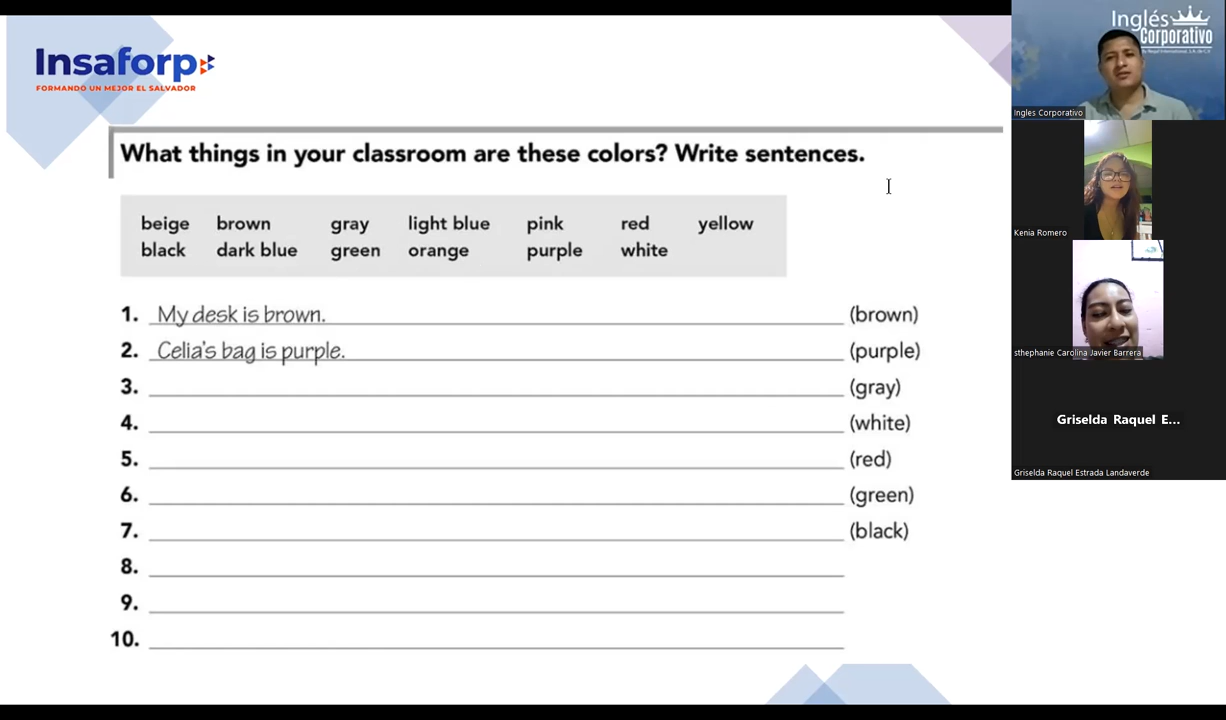 Insaforp
FORMANDO UN MEJOR EL SALVADOR
What things in your classroom are these colors? Write sentences.
beige brown gray light blue pink red yellow
black dark blue green orange purple white
1. My desk is brown. (brown)
2. Celia's bag is purple. (purple)
3. (gray)
4. (white)
5. (red)
6. (green)
7. (black)
8.
9.
10.
Inglés
Corporativo
Ingles Corporativo
Kenia Romero
sthephanie Carolina Javier Barrera
Griselda Raquel E...
Griselda Raquel Estrada Landaverde